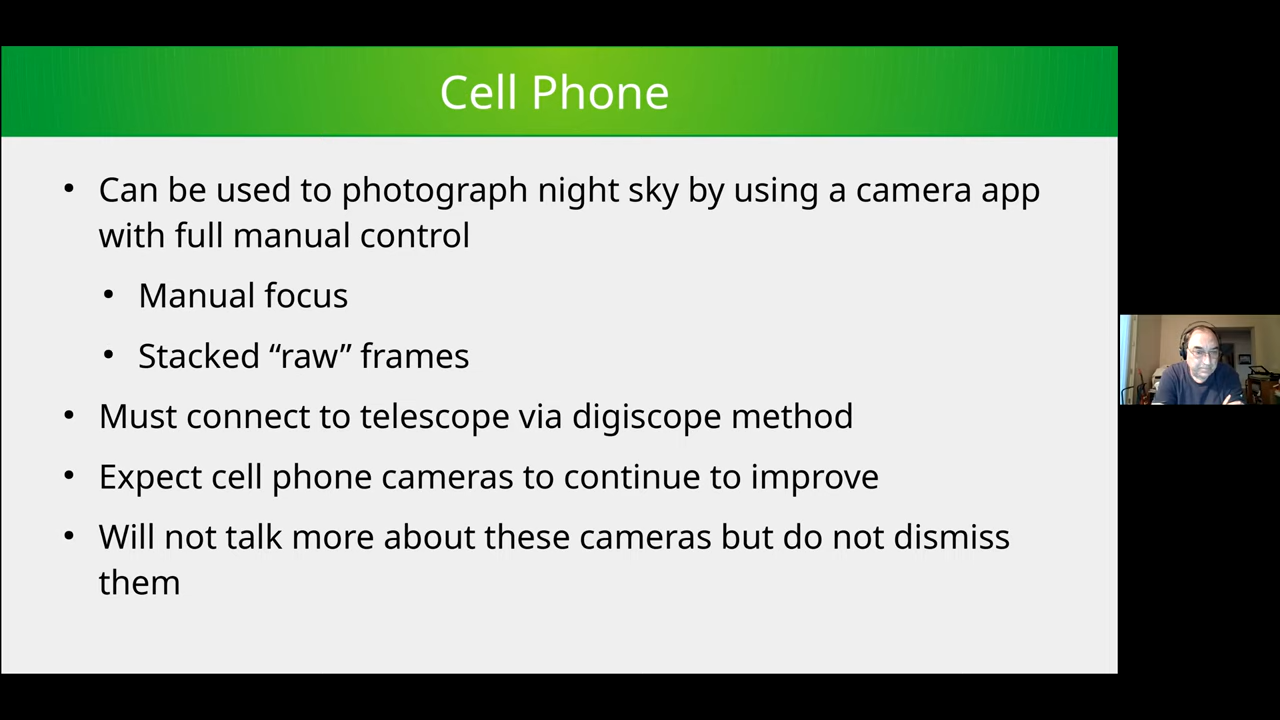 Cell Phone
• Can be used to photograph night sky by using a camera app
with full manual control
• Manual focus
• Stacked “raw” frames
• Must connect to telescope via digiscope method
• Expect cell phone cameras to continue to improve
• Will not talk more about these cameras but do not dismiss
them